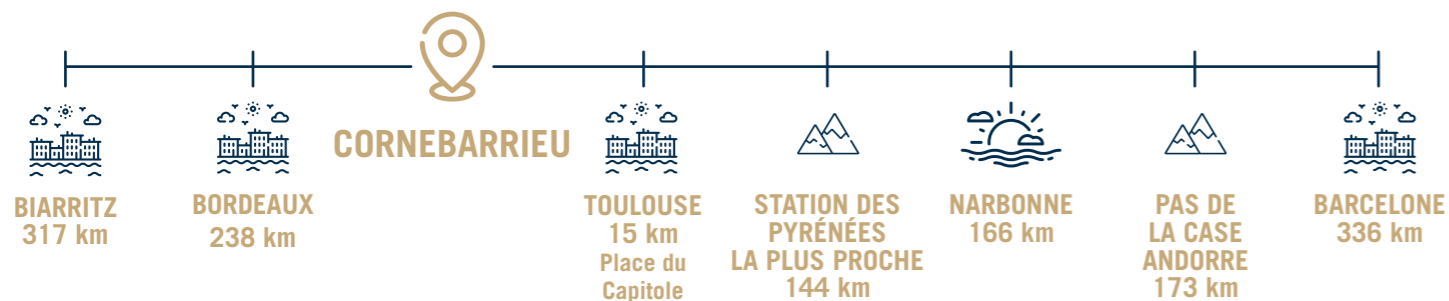 CORNEBARRIEU
BIARRITZ
317 km
BORDEAUX
238 km
TOULOUSE
15 km
Place du
Capitole
STATION DES
PYRÉNÉES
LA PLUS PROCHE
144 km
NARBONNE
166 km
PAS DE
LA CASE
ANDORRE
173 km
BARCELONE
336 km